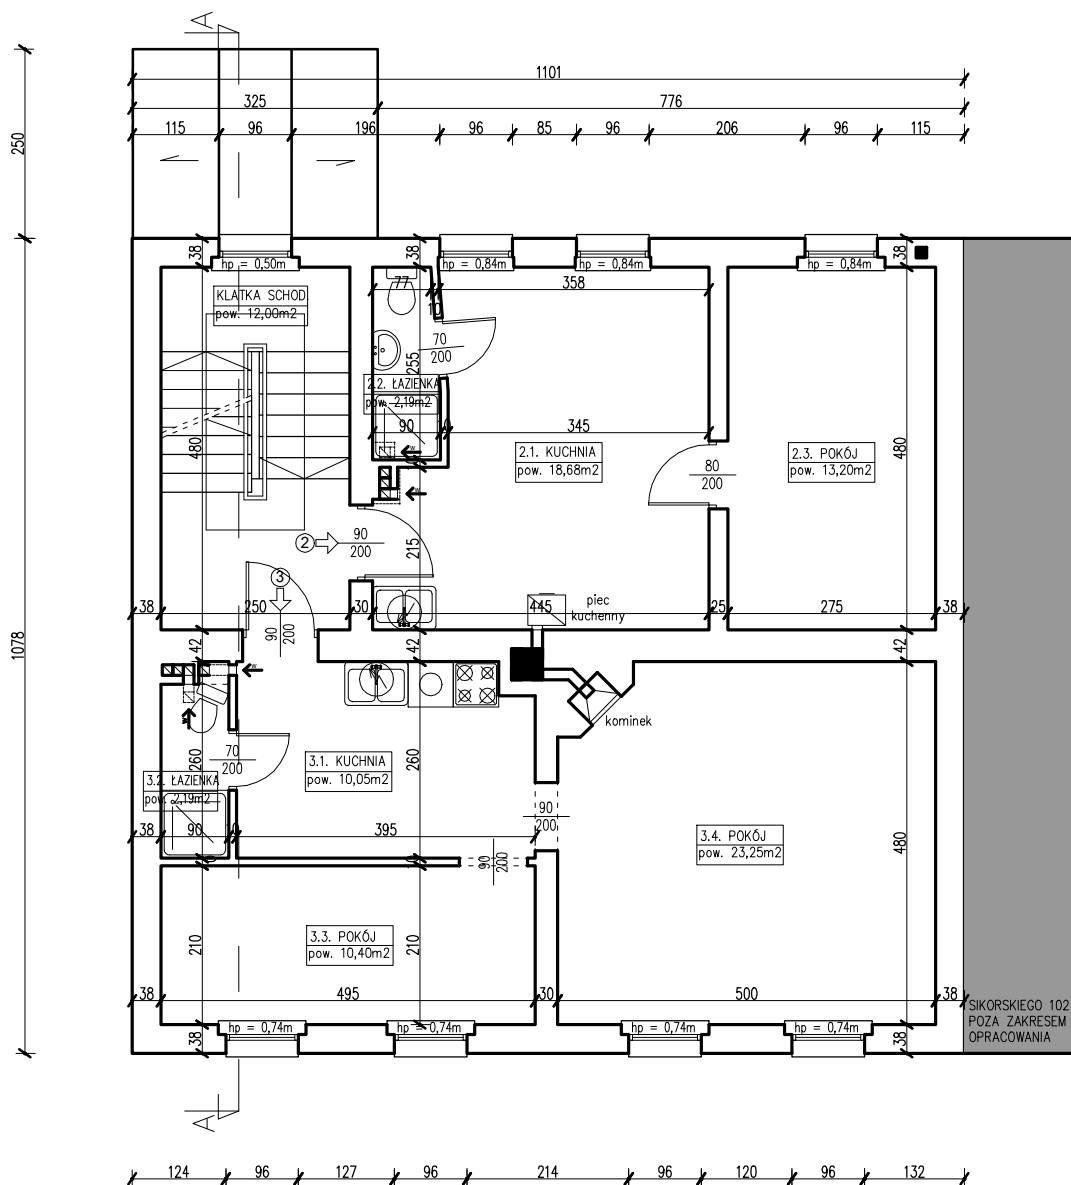 A
1101
325
776
115
96
196
96
85
96
206
96
115
250
38
38
38
hp = 0,50m
hp = 0,84m
hp = 0,84m
hp = 0,84m
KLATKA SCHOD.
pow. 12,00m2
77
10
358
70
200
255
2.2. ŁAZIENKA
pow. 2,19m2
90
345
480
2.1. KUCHNIA
pow. 18,68m2
2.3. POKÓJ
pow. 13,20m2
480
80
200
w
w
2
90
200
215
3
38
250
30
445
piec
kuchenny
25
275
38
1078
42
90
200
42
42
w
w
kominek
260
70
200
3.1. KUCHNIA
pow. 10,05m2
260
3.2. ŁAZIENKA
pow. 2,19m2
90
200
38
90
395
3.4. POKÓJ
pow. 23,25m2
480
90
200
3.3. POKÓJ
pow. 10,40m2
210
210
38
495
30
500
38
SIKORSKIEGO 102
POZA ZAKRESEM
OPRACOWANIA
38
hp = 0,74m
hp = 0,74m
hp = 0,74m
hp = 0,74m
38
A
124
96
127
96
214
96
120
96
132